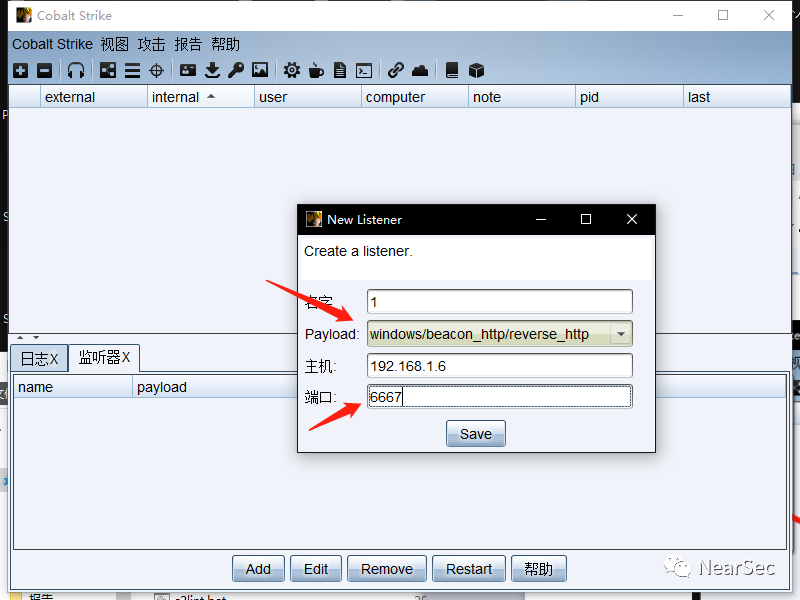 Cobalt Strike
Cobalt Strike 视图 攻击 报告 帮助
external internal user computer note pid last
New Listener
Create a listener.
名字 1
Payload: windows/beacon_http/reverse_http
主机: 192.168.1.6
端口: 6667
Save
日志X 监听器X
name payload
Add Edit Remove Restart 帮助
NearSec
报告